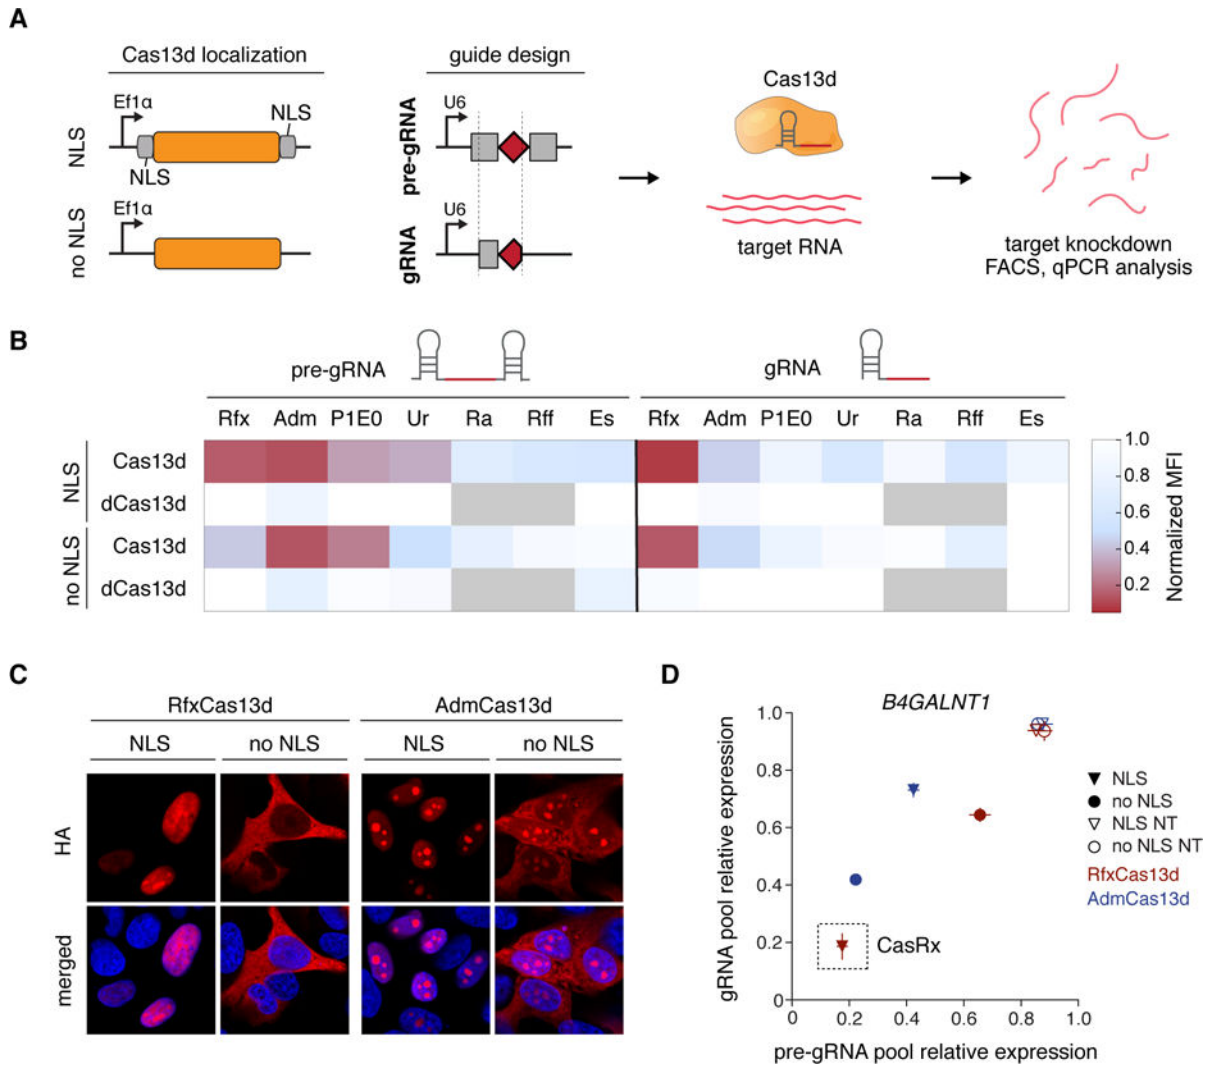 A
Cas13d localization
guide design
NLS
Ef1α
NLS
NLS
no NLS
Ef1α
pre-gRNA
U6
gRNA
U6
Cas13d
target RNA
target knockdown
FACS, qPCR analysis
B
pre-gRNA
gRNA
Rfx Adm P1E0 Ur Ra Rff Es Rfx Adm P1E0 Ur Ra Rff Es
NLS
Cas13d
dCas13d
no NLS
Cas13d
dCas13d
1.0
0.8
0.6
0.4
0.2
Normalized MFI
C
RfxCas13d AdmCas13d
NLS no NLS NLS no NLS
HA
merged
D
B4GALNT1
gRNA pool relative expression
1.0
0.8
0.6
0.4
0.2
0
CasRx
0 0.2 0.4 0.6 0.8 1.0
pre-gRNA pool relative expression
NLS
no NLS
NLS NT
no NLS NT
RfxCas13d
AdmCas13d